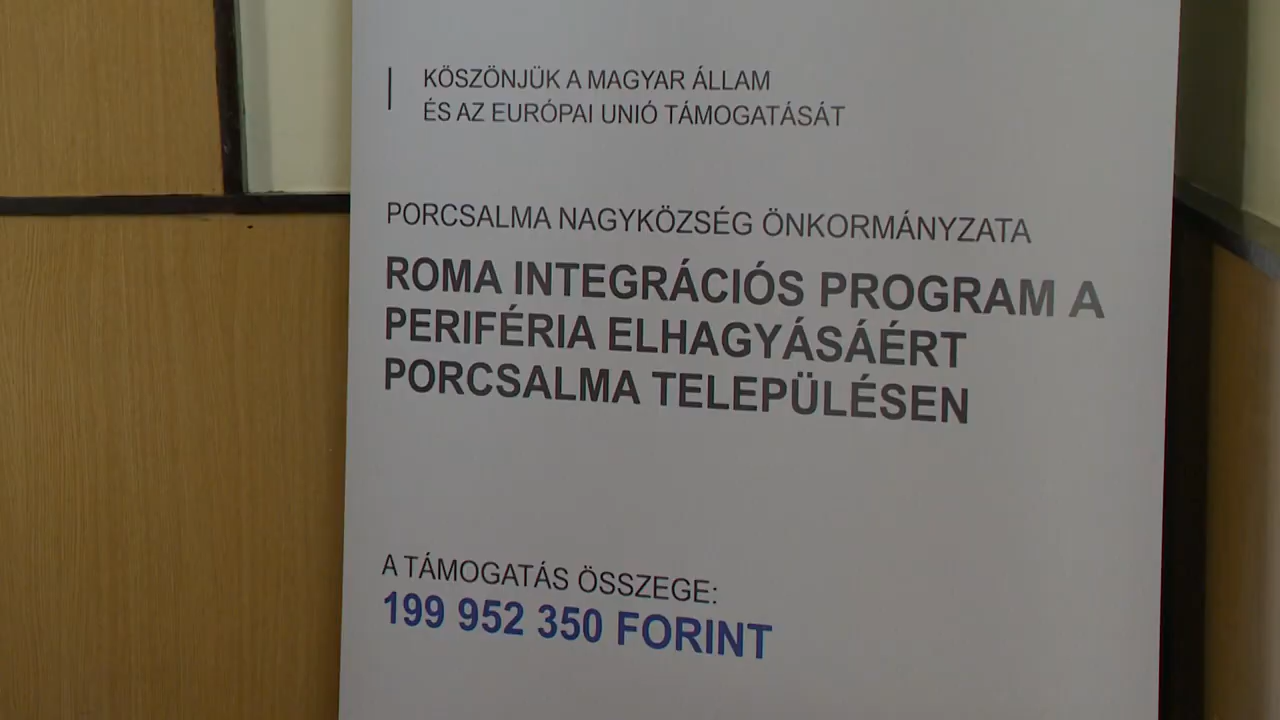 KÖSZÖNJÜK A MAGYAR ÁLLAM
ÉS AZ EURÓPAI UNIÓ TÁMOGATÁSÁT
PORCSALMA NAGYKÖZSÉG ÖNKORMÁNYZATA
ROMA INTEGRÁCIÓS PROGRAM A
PERIFÉRIA ELHAGYÁSÁÉRT
PORCSALMA TELEPÜLÉSEN
A TÁMOGATÁS ÖSSZEGE:
199 952 350 FORINT